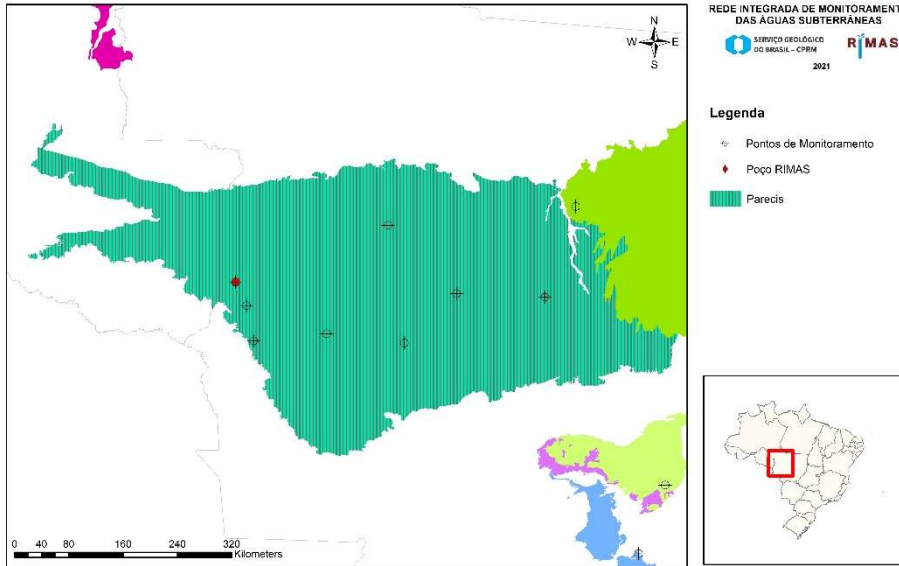 REDE INTEGRADA DE MONITORAMENT
DAS ÁGUAS SUBTERRÂNEAS
SERVIÇO GEOLÓGICO
DO BRASIL – CPRM
RIMAS
2021
N
W E
S
Legenda
Pontos de Monitoramento
Poço RIMAS
Parecis
0 40 80 160 240 320
Kilometers